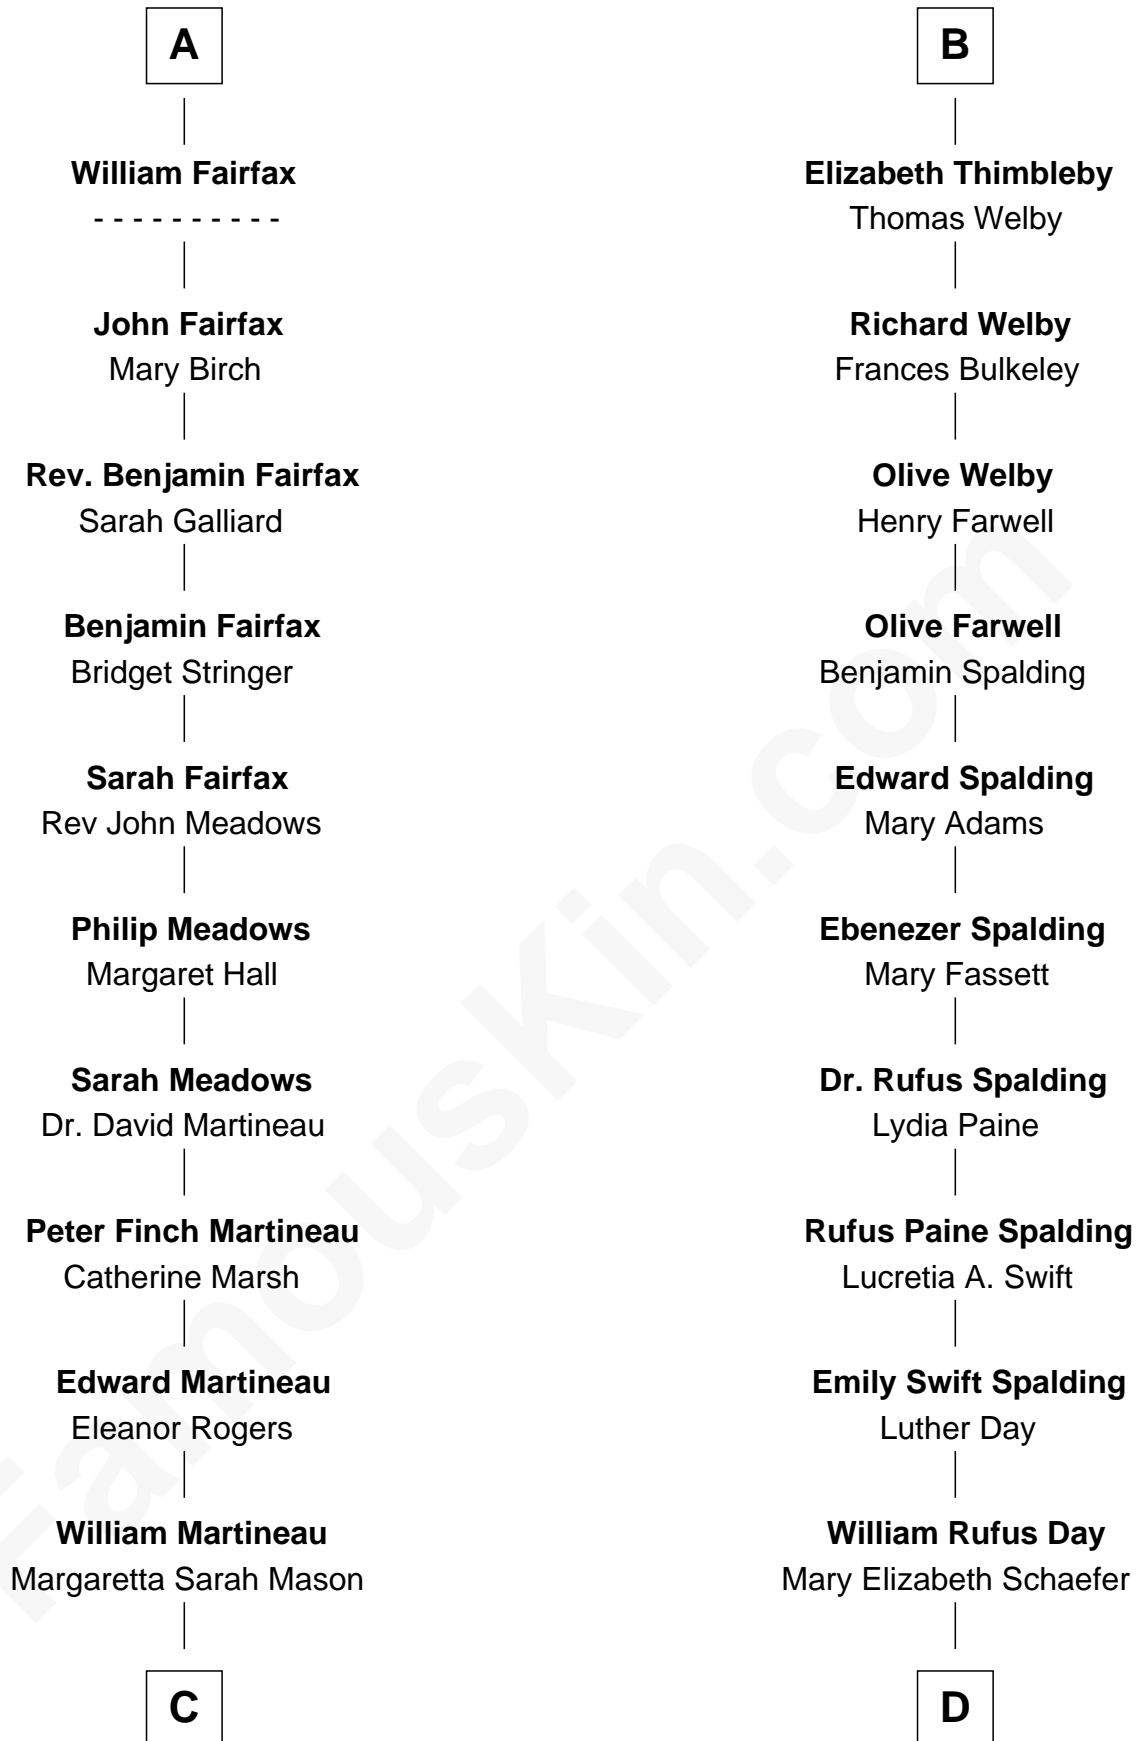 A
William Fairfax
- - - - - - - - - -
John Fairfax
Mary Birch
Rev. Benjamin Fairfax
Sarah Galliard
Benjamin Fairfax
Bridget Stringer
Sarah Fairfax
Rev John Meadows
Philip Meadows
Margaret Hall
Sarah Meadows
Dr. David Martineau
Peter Finch Martineau
Catherine Marsh
Edward Martineau
Eleanor Rogers
William Martineau
Margaretta Sarah Mason
C
B
Elizabeth Thimbleby
Thomas Welby
Richard Welby
Frances Bulkeley
Olive Welby
Henry Farwell
Olive Farwell
Benjamin Spalding
Edward Spalding
Mary Adams
Ebenezer Spalding
Mary Fassett
Dr. Rufus Spalding
Lydia Paine
Rufus Paine Spalding
Lucretia A. Swift
Emily Swift Spalding
Luther Day
William Rufus Day
Mary Elizabeth Schaefer
D
FamousKin.com